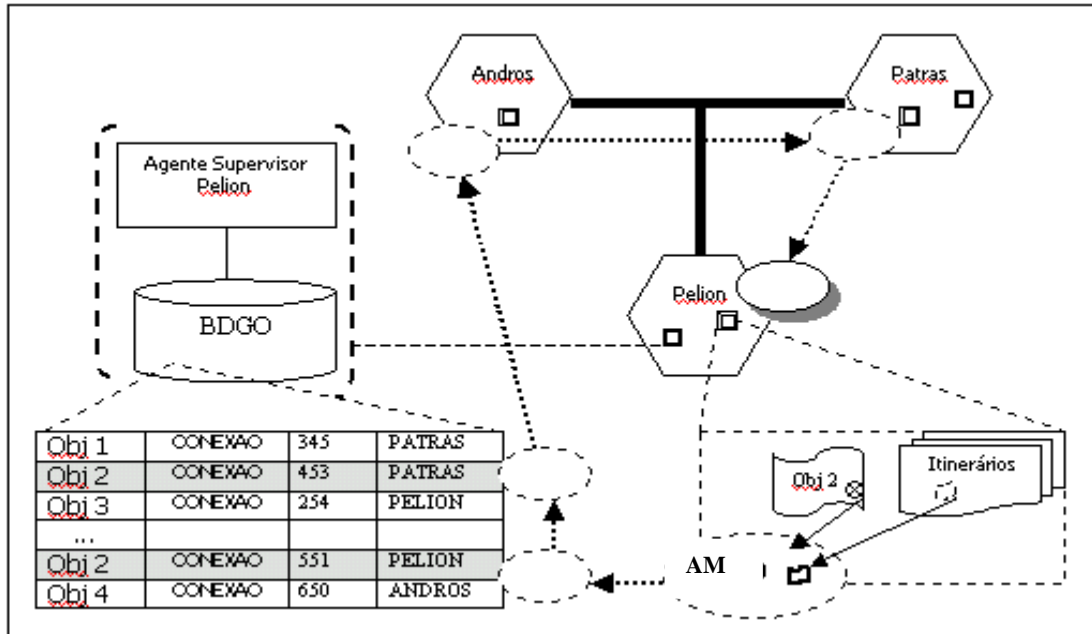 Andros
Patras
Agente Supervisor
Pelion
BDGO
Pelion
Obj 1 CONEXAO 345 PATRAS
Obj 2 CONEXAO 453 PATRAS
Obj 3 CONEXAO 254 PELION
...
Obj 2 CONEXAO 551 PELION
Obj 4 CONEXAO 650 ANDROS
Obj 2
Itinerários
AM